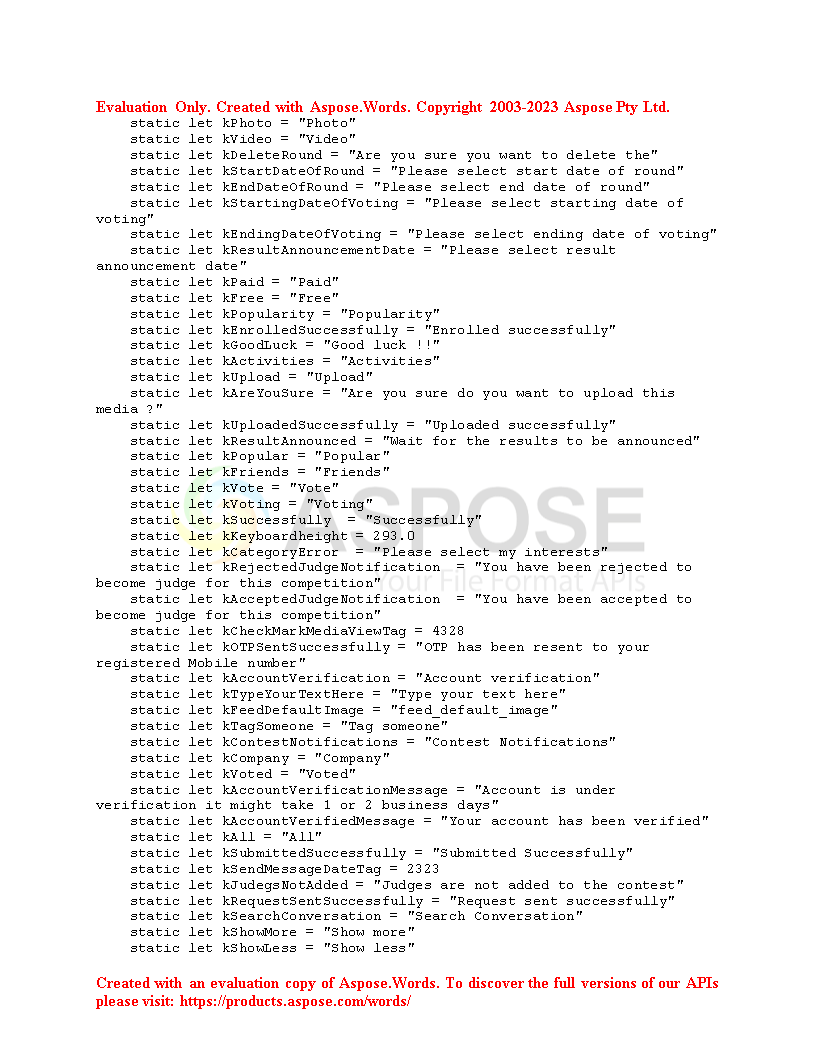 Evaluation Only. Created with Aspose.Words. Copyright 2003-2023 Aspose Pty Ltd.
static let kPhoto = "Photo"
static let kVideo = "Video"
static let kDeleteRound = "Are you sure you want to delete the"
static let kStartDateOfRound = "Please select start date of round"
static let kEndDateOfRound = "Please select end date of round"
static let kStartingDateOfVoting = "Please select starting date of
voting"
static let kEndingDateOfVoting = "Please select ending date of voting"
static let kResultAnnouncementDate = "Please select result
announcement date"
static let kPaid = "Paid"
static let kFree = "Free"
static let kPopularity = "Popularity"
static let kEnrolledSuccessfully = "Enrolled successfully"
static let kGoodLuck = "Good luck !!"
static let kActivities = "Activities"
static let kUpload = "Upload"
static let kAreYouSure = "Are you sure do you want to upload this
media ?"
static let kUploadedSuccessfully = "Uploaded successfully"
static let kResultAnnounced = "Wait for the results to be announced"
static let kPopular = "Popular"
static let kFriends = "Friends"
static let kVote = "Vote"
static let kVoting = "Voting"
static let kSuccessfully  = "Successfully"
static let kKeyboardheight = 293.0
static let kCategoryError  = "Please select my interests"
static let kRejectedJudgeNotification  = "You have been rejected to
become judge for this competition"
static let kAcceptedJudgeNotification  = "You have been accepted to
become judge for this competition"
static let kCheckMarkMediaViewTag = 4328
static let kOTPSentSuccessfully = "OTP has been resent to your
registered Mobile number"
static let kAccountVerification = "Account verification"
static let kTypeYourTextHere = "Type your text here"
static let kFeedDefaultImage = "feed_default_image"
static let kTagSomeone = "Tag someone"
static let kContestNotifications = "Contest Notifications"
static let kCompany = "Company"
static let kVoted = "Voted"
static let kAccountVerificationMessage = "Account is under
verification it might take 1 or 2 business days"
static let kAccountVerifiedMessage = "Your account has been verified"
static let kAll = "All"
static let kSubmittedSuccessfully = "Submitted Successfully"
static let kSendMessageDateTag = 2323
static let kJudegsNotAdded = "Judges are not added to the contest"
static let kRequestSentSuccessfully = "Request sent successfully"
static let kSearchConversation = "Search Conversation"
static let kShowMore = "Show more"
static let kShowLess = "Show less"
ASPOSE
Your File Format APIs
Created with an evaluation copy of Aspose.Words. To discover the full versions of our APIs
please visit: https://products.aspose.com/words/